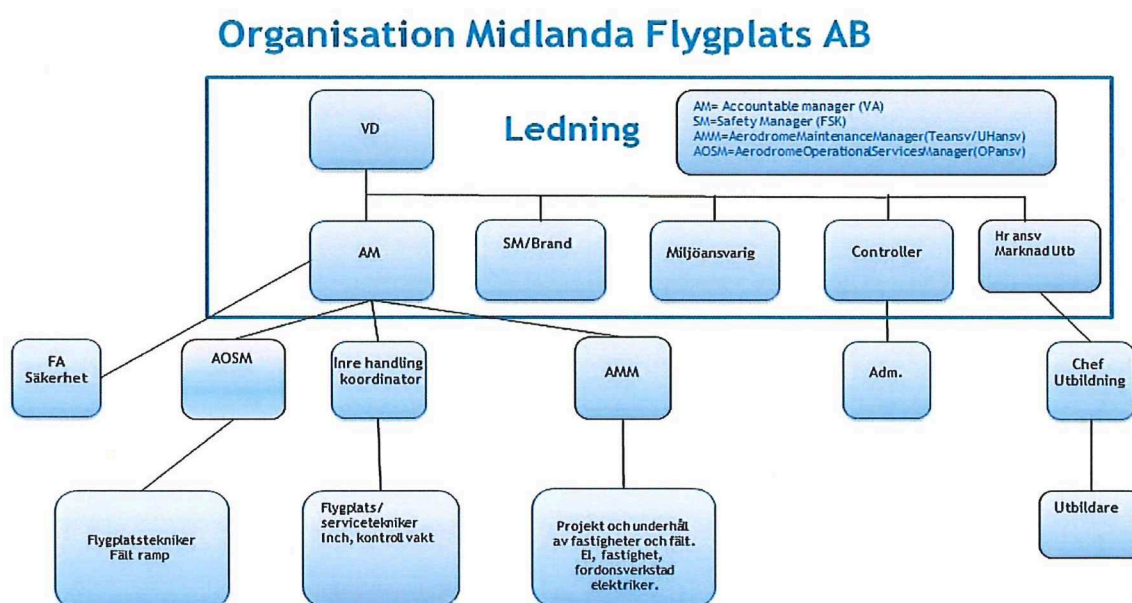 Organisation Midlanda Flygplats AB
VD
Ledning
AM= Accountable manager (VA)
SM=Safety Manager (FSK)
AMM=AerodromeMaintenanceManager(Teansv/UHansv)
AOSM=AerodromeOperationalServicesManager(OPansv)
AM
SM/Brand
Miljöansvarig
Controller
Hr ansv
Marknad Utb
FA
Säkerhet
AOSM
Inre handling
koordinator
AMM
Adm.
Chef
Utbildning
Flygplatstekniker
Fält ramp
Flygplats/
servicetekniker
Inch, kontroll vakt
Projekt och underhåll
av fastigheter och fält.
El, fastighet,
fordonsverkstad
elektriker.
Utbildare